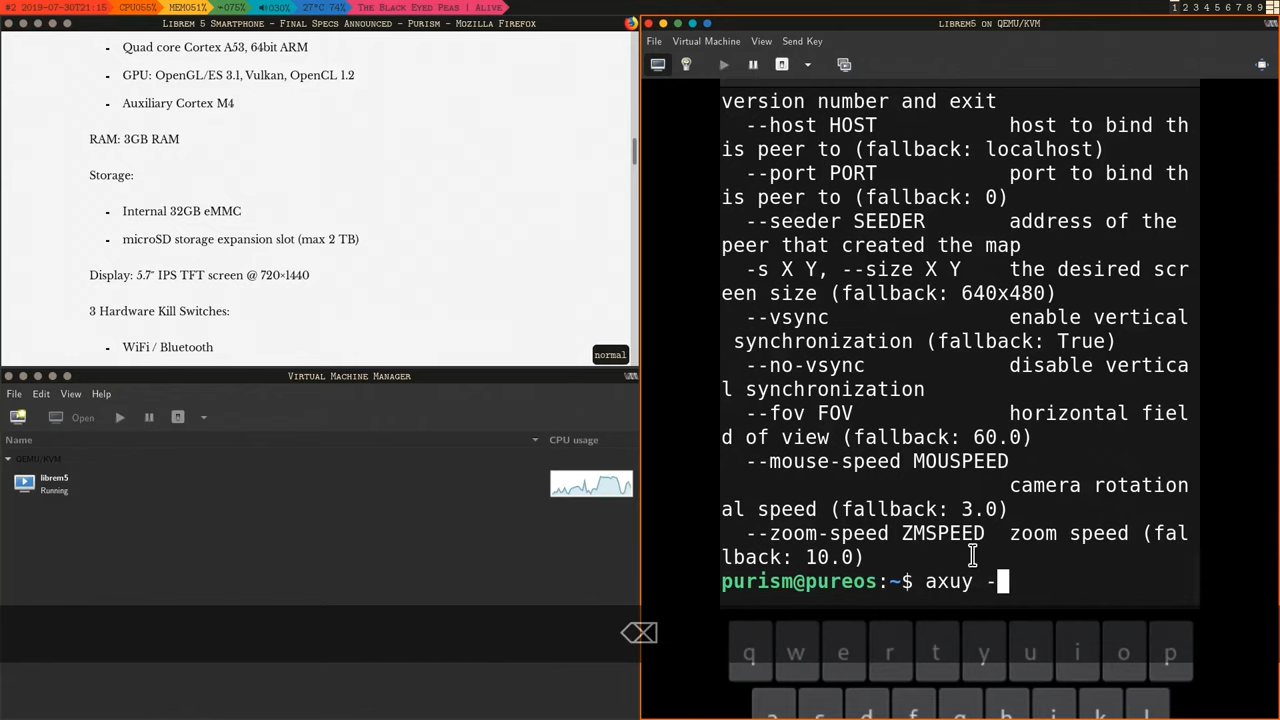 #2 2019-07-30T21:15 CPU55% MEM51% 030% -075% 27°C 74% The Black Eyed Peas | Alive
1 2 3 4 5 6 7 8 9
Librem 5 Smartphone – Final Specs Announced – Purism - Mozilla Firefox
- Quad core Cortex A53, 64bit ARM
- GPU: OpenGL/ES 3.1, Vulkan, OpenCL 1.2
- Auxiliary Cortex M4
RAM: 3GB RAM
Storage:
- Internal 32GB eMMC
- microSD storage expansion slot (max 2 TB)
Display: 5.7″ IPS TFT screen @ 720×1440
3 Hardware Kill Switches:
- WiFi / Bluetooth
normal
Virtual Machine Manager
File Edit View Help
Open
Name CPU usage
QEMU/KVM
librem5
Running
librem5 on QEMU/KVM
File Virtual Machine View Send Key
version number and exit
--host HOST host to bind th
is peer to (fallback: localhost)
--port PORT port to bind th
is peer to (fallback: 0)
--seeder SEEDER address of the
peer that created the map
-s X Y, --size X Y the desired scr
een size (fallback: 640x480)
--vsync enable vertical
synchronization (fallback: True)
--no-vsync disable vertica
l synchronization
--fov FOV horizontal fiel
d of view (fallback: 60.0)
--mouse-speed MOUSPEED
camera rotation
al speed (fallback: 3.0)
--zoom-speed ZMSPEED zoom speed (fal
lback: 10.0)
purism@pureos:~$ axuy -
q w e r t y u i o p
a s d f g h j k l